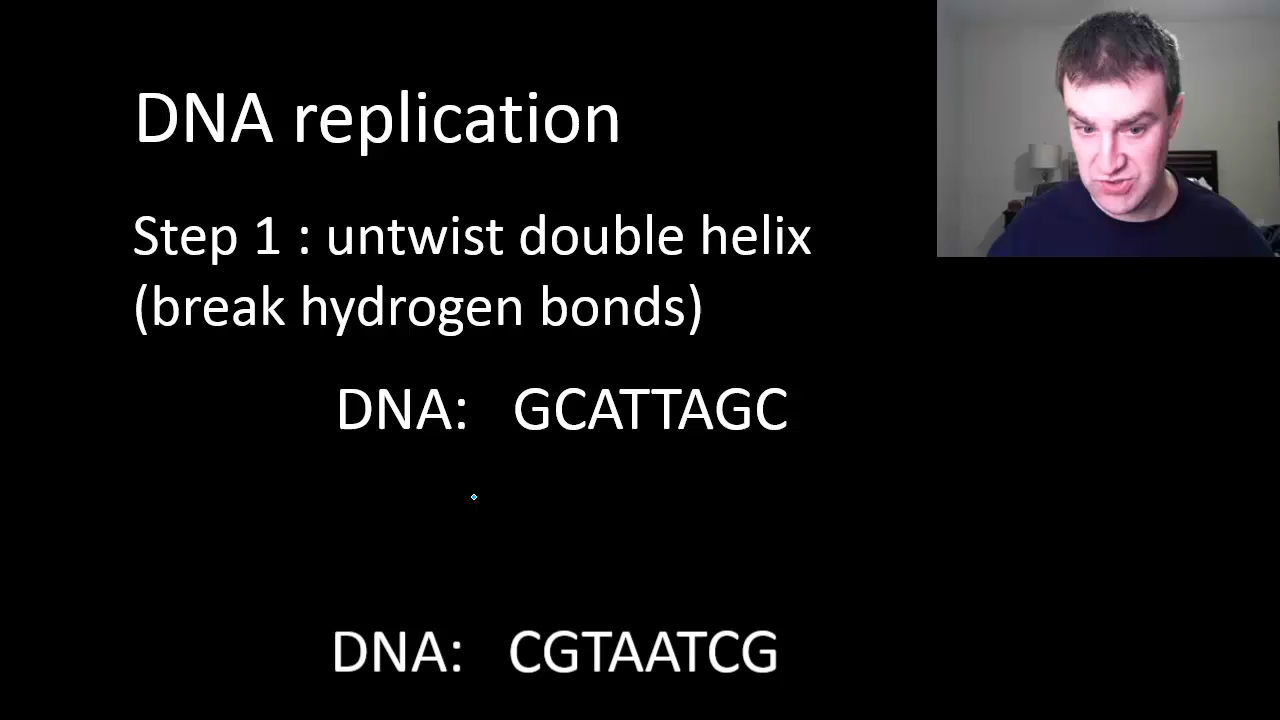 DNA replication
Step 1 : untwist double helix
(break hydrogen bonds)
DNA: GCATTAGC
DNA: CGTAATCG